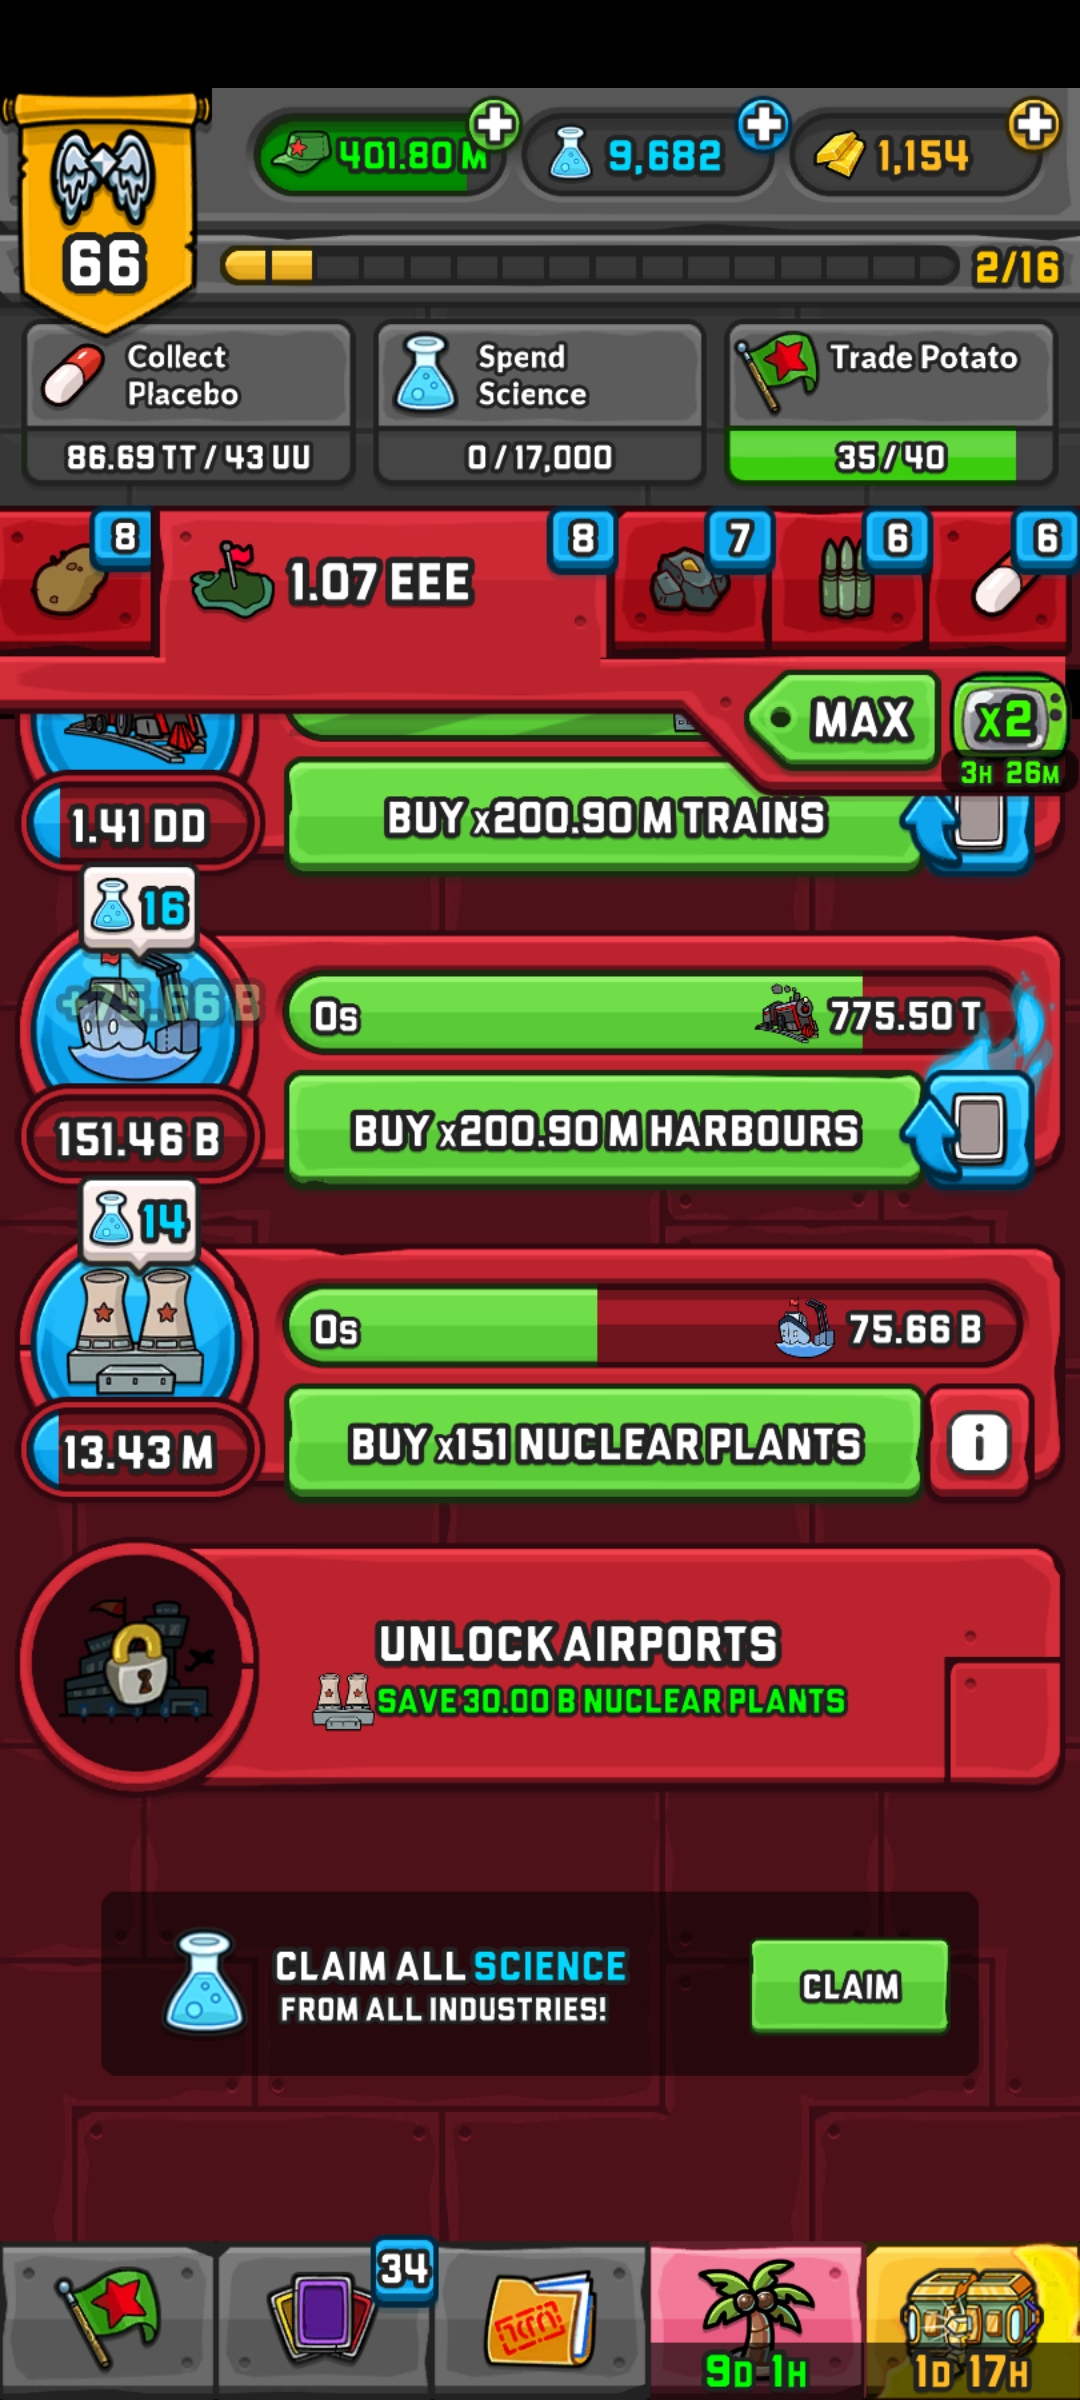 66
401.80 M
9,682
1,154
2/16
Collect
Placebo
86.69 TT / 43 UU
Spend
Science
0 / 17,000
Trade Potato
35 / 40
8
1.07 EEE
8
7
6
6
MAX
x2
3H 26M
1.41 DD
BUY x200.90 M TRAINS
16
+75.66 B
0s
775.50 T
151.46 B
BUY x200.90 M HARBOURS
14
0s
75.66 B
13.43 M
BUY x151 NUCLEAR PLANTS
i
UNLOCK AIRPORTS
SAVE 30.00 B NUCLEAR PLANTS
CLAIM ALL SCIENCE
FROM ALL INDUSTRIES!
CLAIM
34
9D 1H
1D 17H